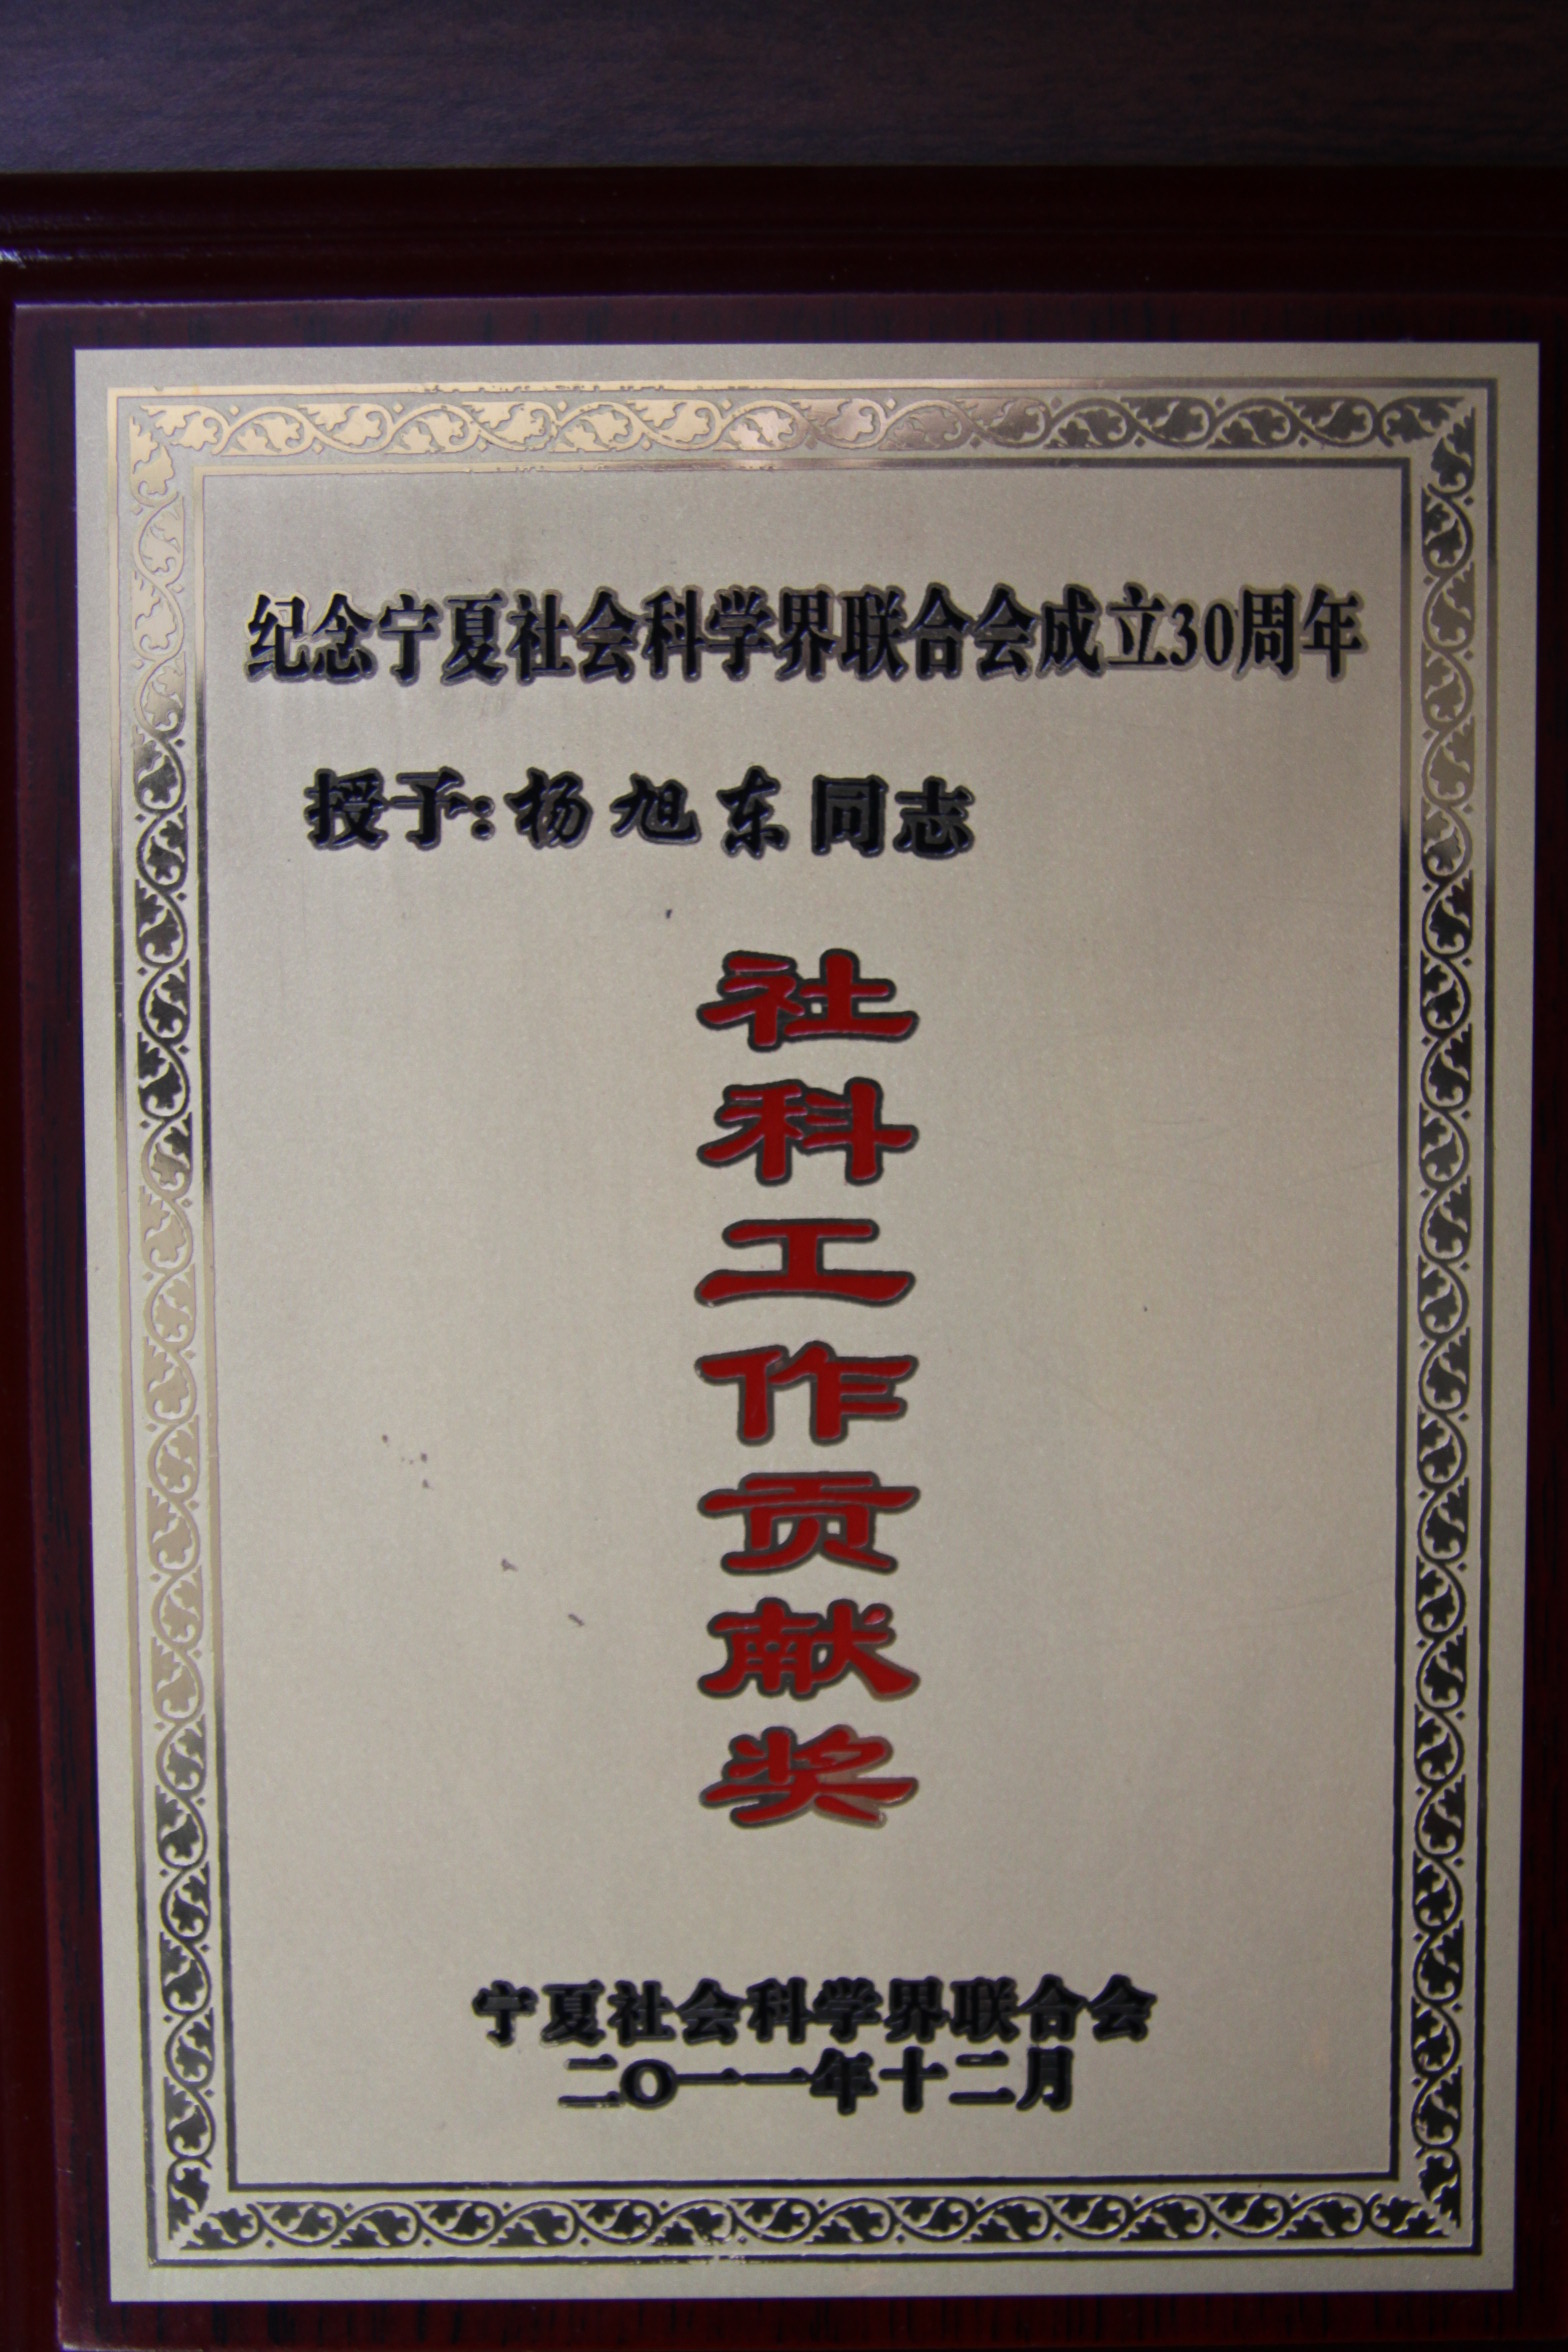 纪念宁夏社会科学界联合会成立30周年
授予:杨旭东同志
社科工作贡献奖
宁夏社会科学界联合会
二〇一一年十二月